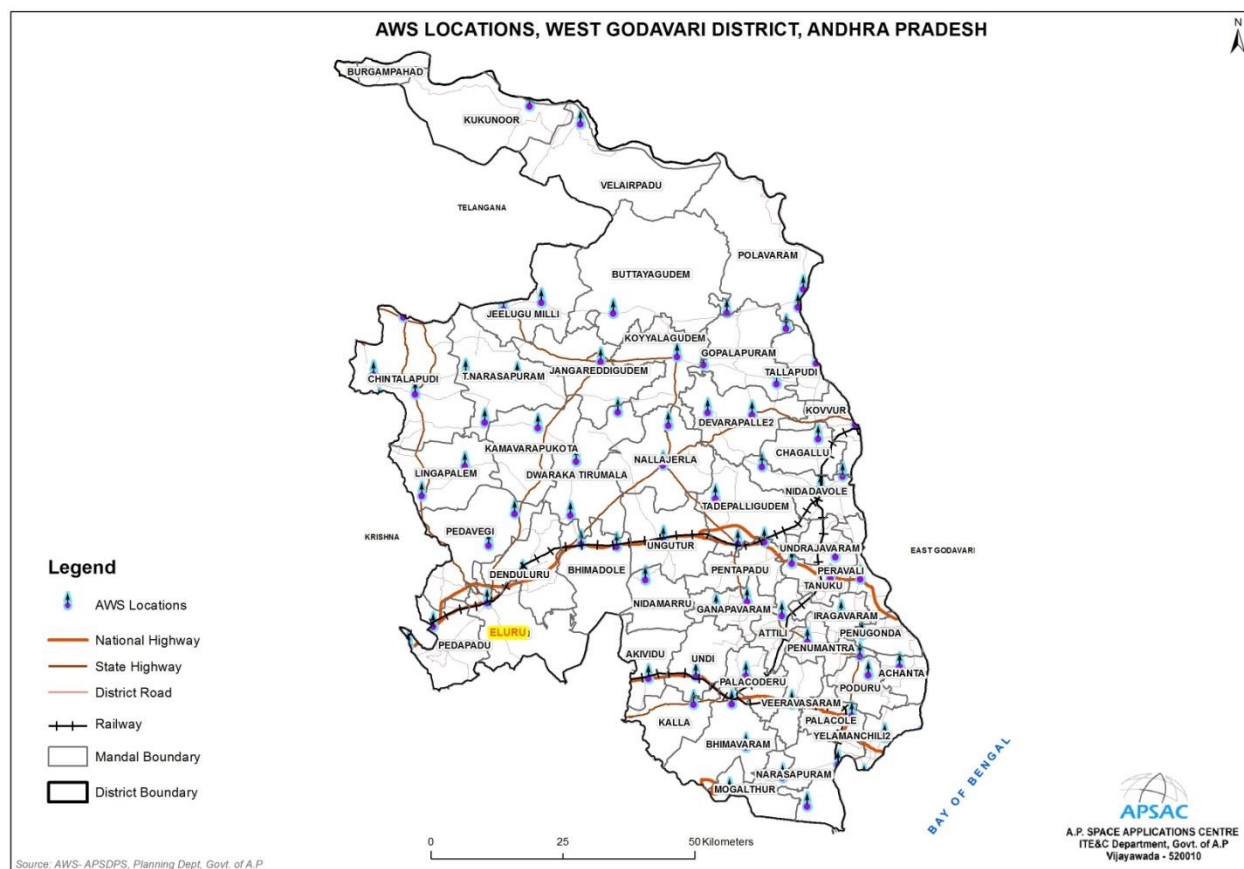 AWS LOCATIONS, WEST GODAVARI DISTRICT, ANDHRA PRADESH
N
BURGAMPAHAD
KUKUNOOR
VELAIRPADU
TELANGANA
POLAVARAM
BUTTAYAGUDEM
JEELUGU MILLI
KOYYALAGUDEM
GOPALAPURAM
CHINTALAPUDI
T.NARASAPURAM
JANGAREDDIGUDEM
TALLAPUDI
KOVVUR
DEVARAPALLE2
KAMAVARAPUKOTA
CHAGALLU
LINGAPALEM
DWARAKA TIRUMALA
NALLAJERLA
NIDADAVOLE
TADEPALLIGUDEM
PEDAVEGI
KRISHNA
UNGUTUR
UNDRAJAVARAM
EAST GODAVARI
DENDULURU
BHIMADOLE
PENTAPADU
PERAVALI
TANUKU
NIDAMARRU
GANAPAVARAM
IRAGAVARAM
ELURU
ATTILI
PENUGONDA
PEDAPADU
AKIVIDU
UNDI
PENUMANTRA
ACHANTA
PALACODERU
PODURU
VEERAVASARAM
KALLA
PALACOLE
YELAMANCHILI2
BHIMAVARAM
NARASAPURAM
MOGALTHUR
BAY OF BENGAL
Legend
AWS Locations
National Highway
State Highway
District Road
Railway
Mandal Boundary
District Boundary
0 25 50 Kilometers
APSAC
A.P. SPACE APPLICATIONS CENTRE
ITE&C Department, Govt. of A.P
Vijayawada - 520010
Source: AWS- APSDPS, Planning Dept, Govt. of A.P